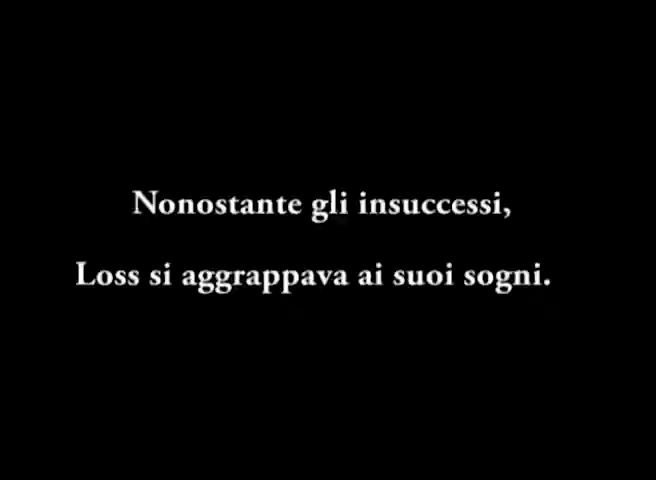 Nonostante gli insuccessi,
Loss si aggrappava ai suoi sogni.